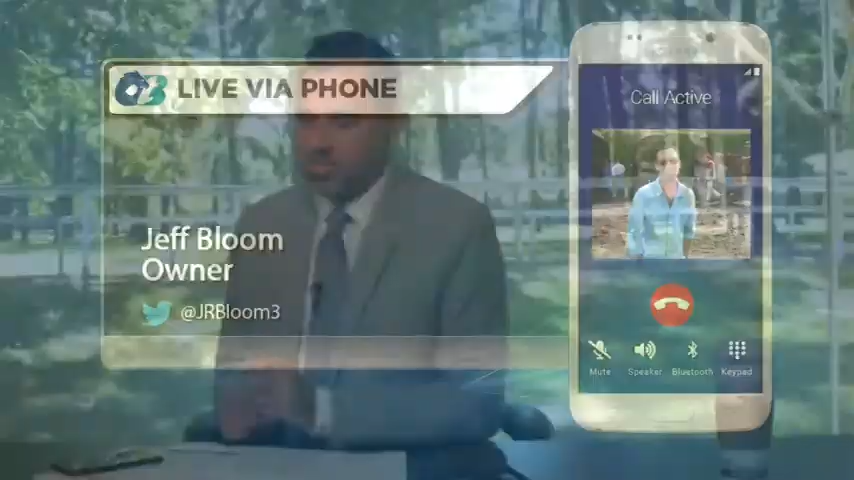 LIVE VIA PHONE
Call Active
Jeff Bloom
Owner
@JRBloom3
Mute
Speaker
Bluetooth
Keypad